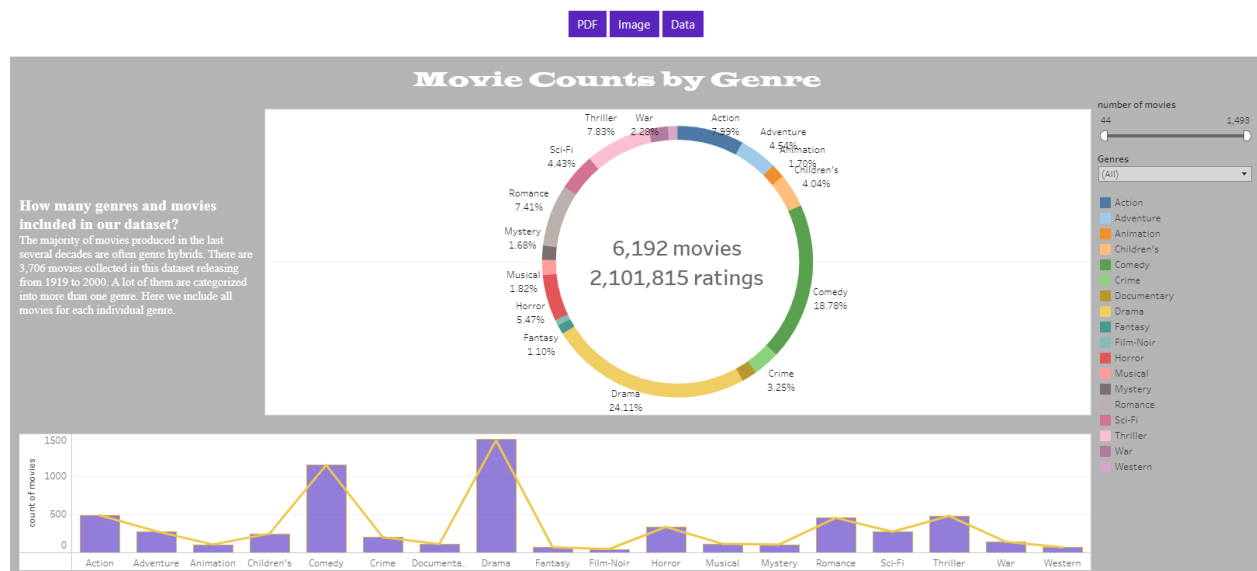 PDF
Image
Data
Movie Counts by Genre
How many genres and movies
included in our dataset?
The majority of movies produced in the last
several decades are often genre hybrids. There are
3,706 movies collected in this dataset releasing
from 1919 to 2000. A lot of them are categorized
into more than one genre. Here we include all
movies for each individual genre.
Thriller
7.83%
War
2.28%
Action
7.99%
Adventure
4.54%
Animation
1.70%
Children's
4.04%
Sci-Fi
4.43%
Romance
7.41%
Mystery
1.68%
Musical
1.82%
Horror
5.47%
Fantasy
1.10%
Drama
24.11%
Crime
3.25%
Comedy
18.78%
6,192 movies
2,101,815 ratings
number of movies
44
1,493
Genres
(All)
Action
Adventure
Animation
Children's
Comedy
Crime
Documentary
Drama
Fantasy
Film-Noir
Horror
Musical
Mystery
Romance
Sci-Fi
Thriller
War
Western
count of movies
1500
1000
500
0
Action
Adventure
Animation
Children's
Comedy
Crime
Documenta..
Drama
Fantasy
Film-Noir
Horror
Musical
Mystery
Romance
Sci-Fi
Thriller
War
Western